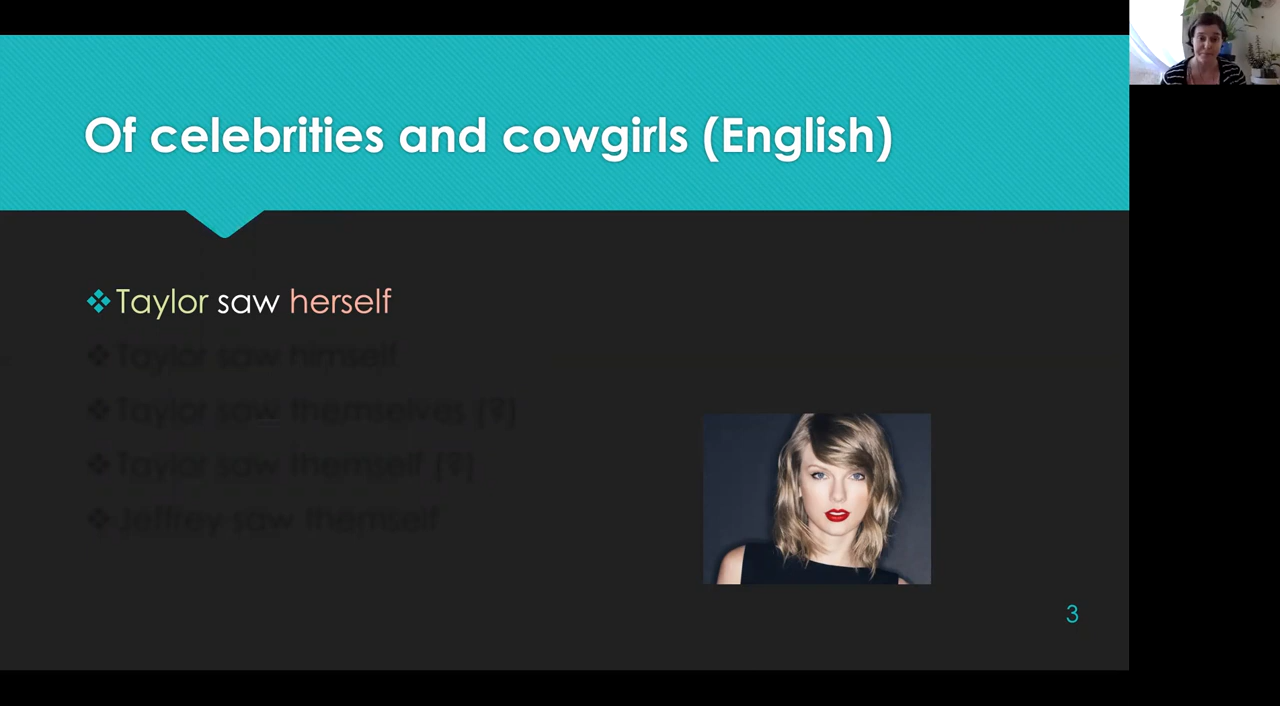 Of celebrities and cowgirls (English)
Taylor saw herself
Taylor saw himself
Taylor saw themselves (?)
Taylor saw themself (?)
Jeffrey saw themself
3